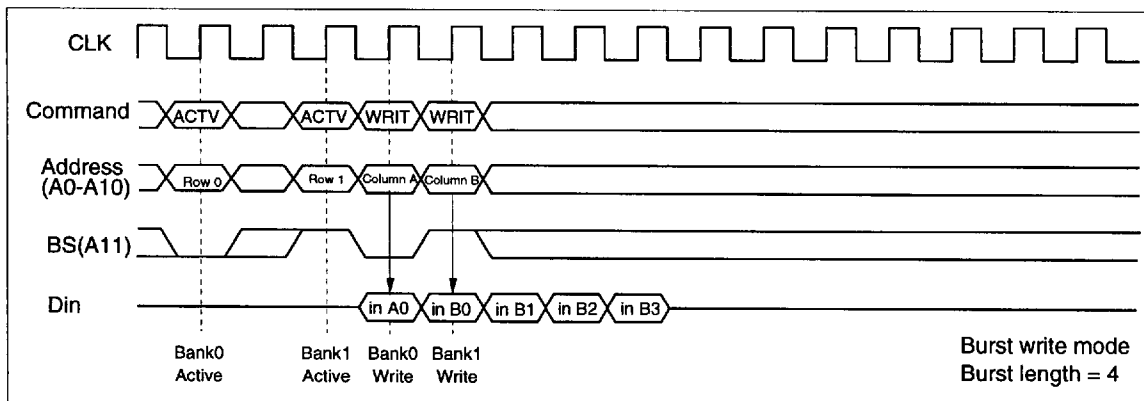 CLK
Command
ACTV
ACTV
WRIT
WRIT
Address
(A0-A10)
Row 0
Row 1
Column A
Column B
BS(A11)
Din
in A0
in B0
in B1
in B2
in B3
Bank0
Active
Bank1
Active
Bank0
Write
Bank1
Write
Burst write mode
Burst length = 4